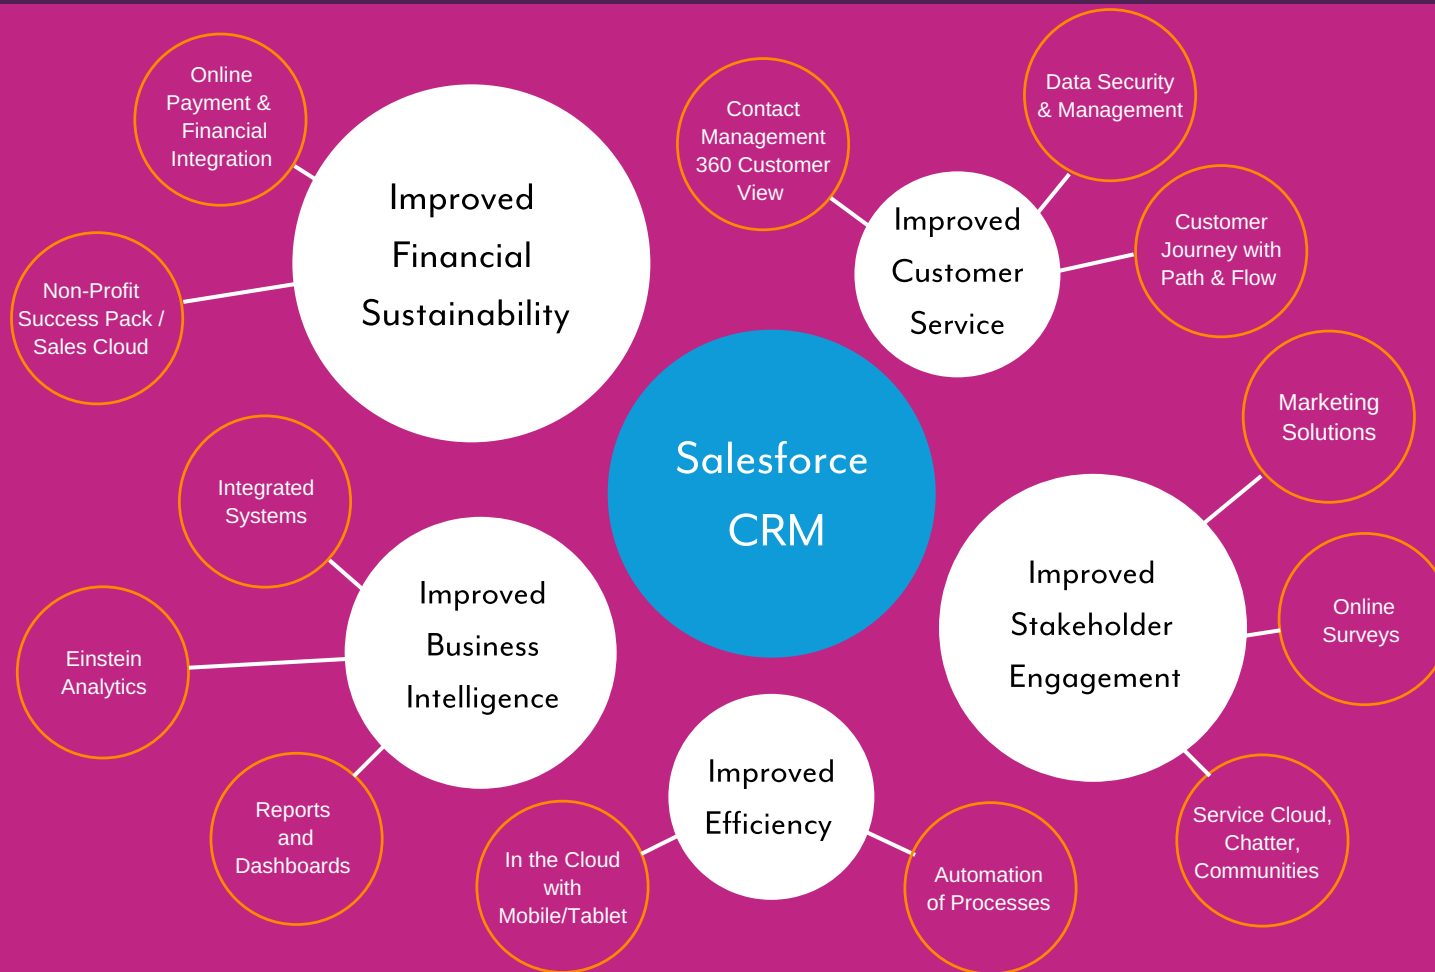 Online
Payment &
Financial
Integration
Non-Profit
Success Pack /
Sales Cloud
Improved
Financial
Sustainability
Contact
Management
360 Customer
View
Data Security
& Management
Customer
Journey with
Path & Flow
Improved
Customer
Service
Salesforce
CRM
Marketing
Solutions
Online
Surveys
Service Cloud,
Chatter,
Communities
Improved
Stakeholder
Engagement
Integrated
Systems
Einstein
Analytics
Reports
and
Dashboards
Improved
Business
Intelligence
Improved
Efficiency
In the Cloud
with
Mobile/Tablet
Automation
of Processes